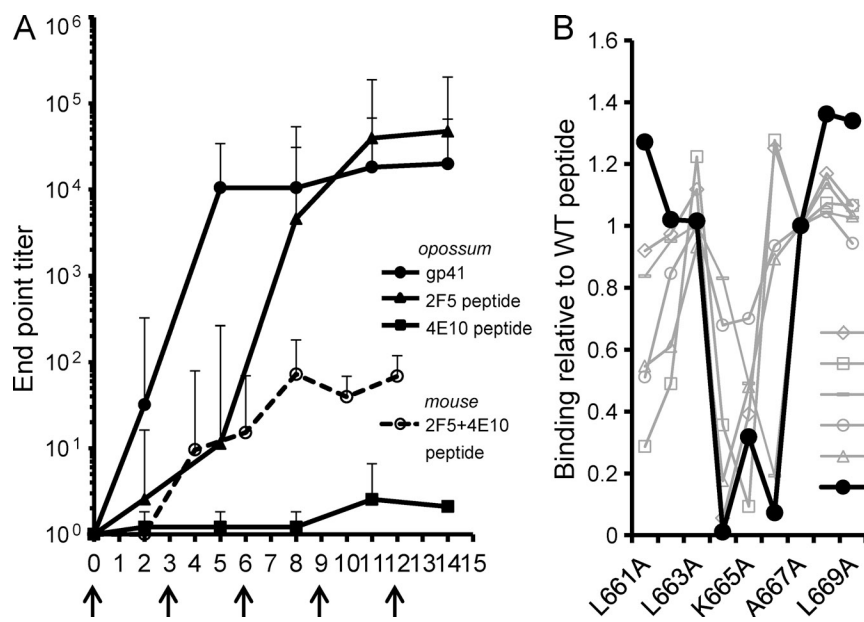 A
End point titer
10^6
10^5
10^4
10^3
10^2
10^1
10^0
0 1 2 3 4 5 6 7 8 9 10 11 12 13 14 15
opossum
gp41
2F5 peptide
4E10 peptide
mouse
2F5+4E10
peptide
B
Binding relative to WT peptide
1.6
1.4
1.2
1
0.8
0.6
0.4
0.2
0
L661A
L663A
K665A
A667A
L669A